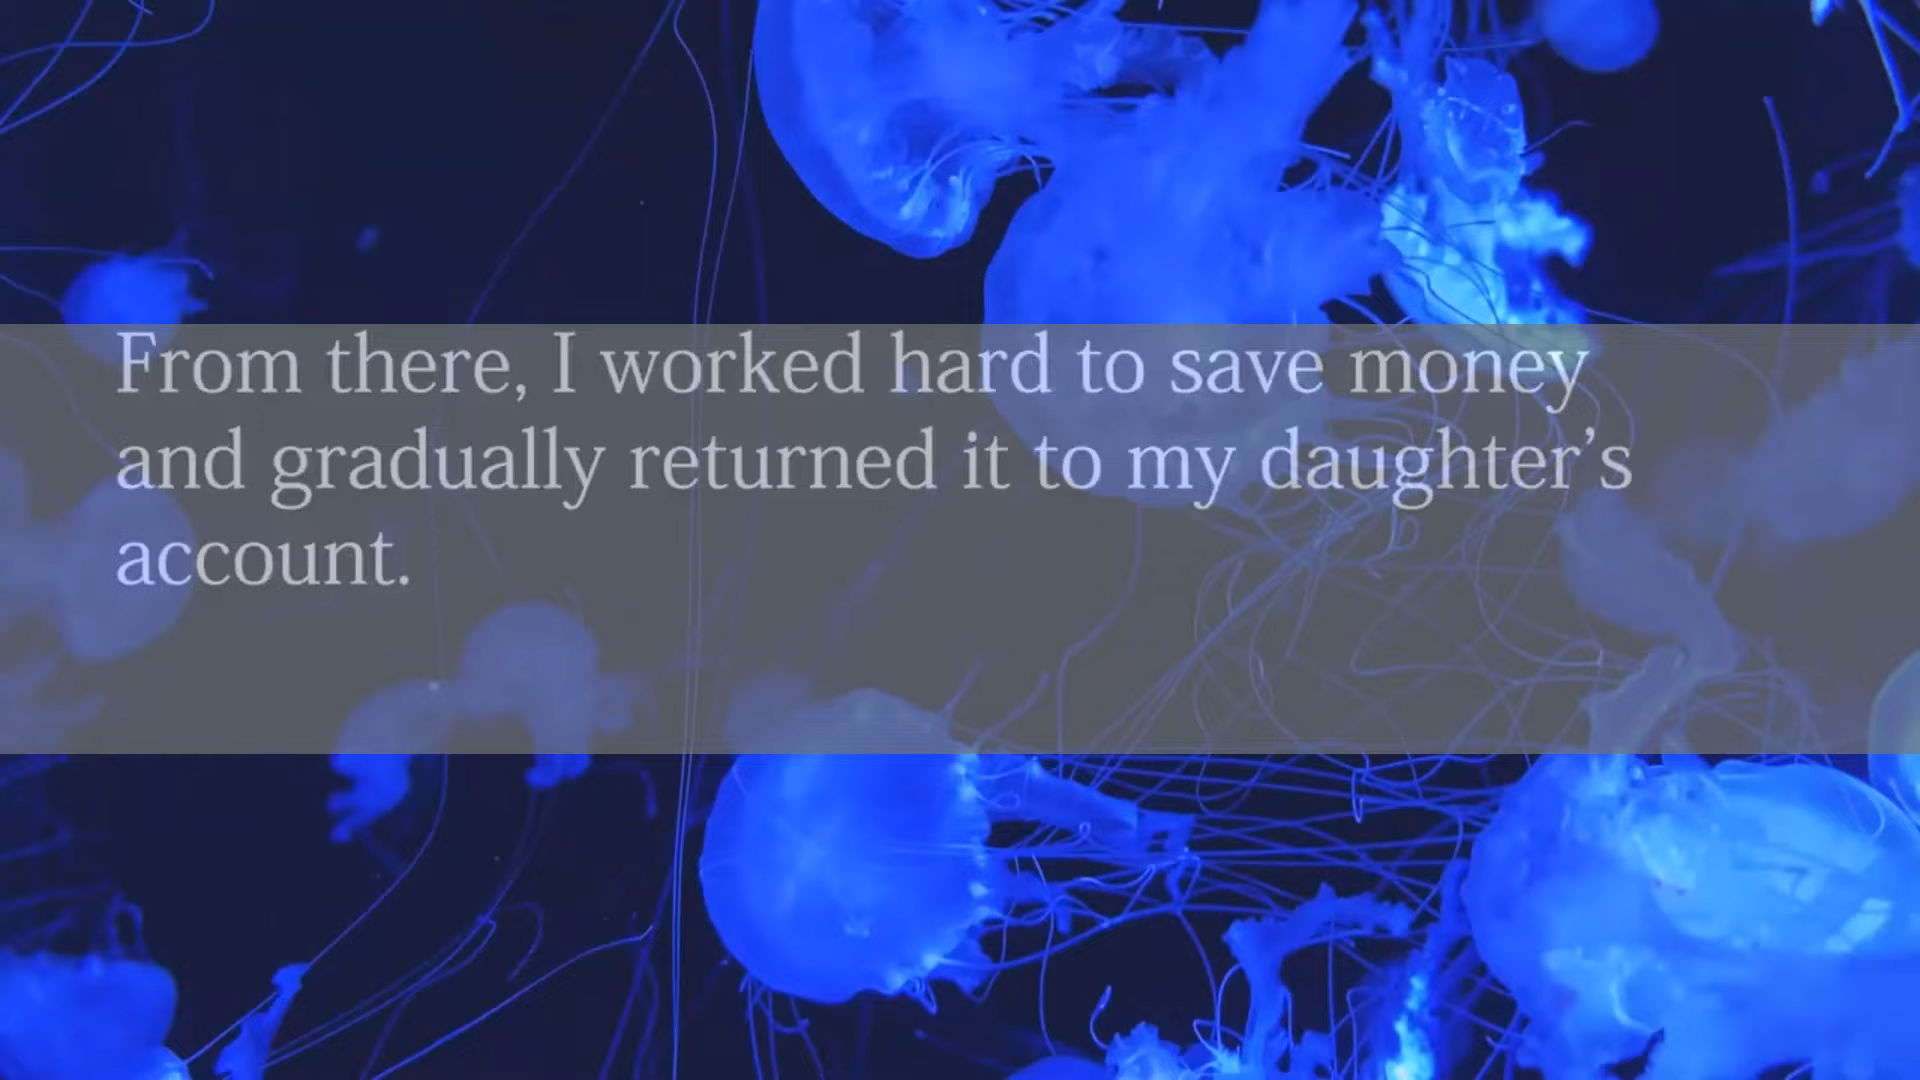 From there, I worked hard to save money
and gradually returned it to my daughter’s
account.